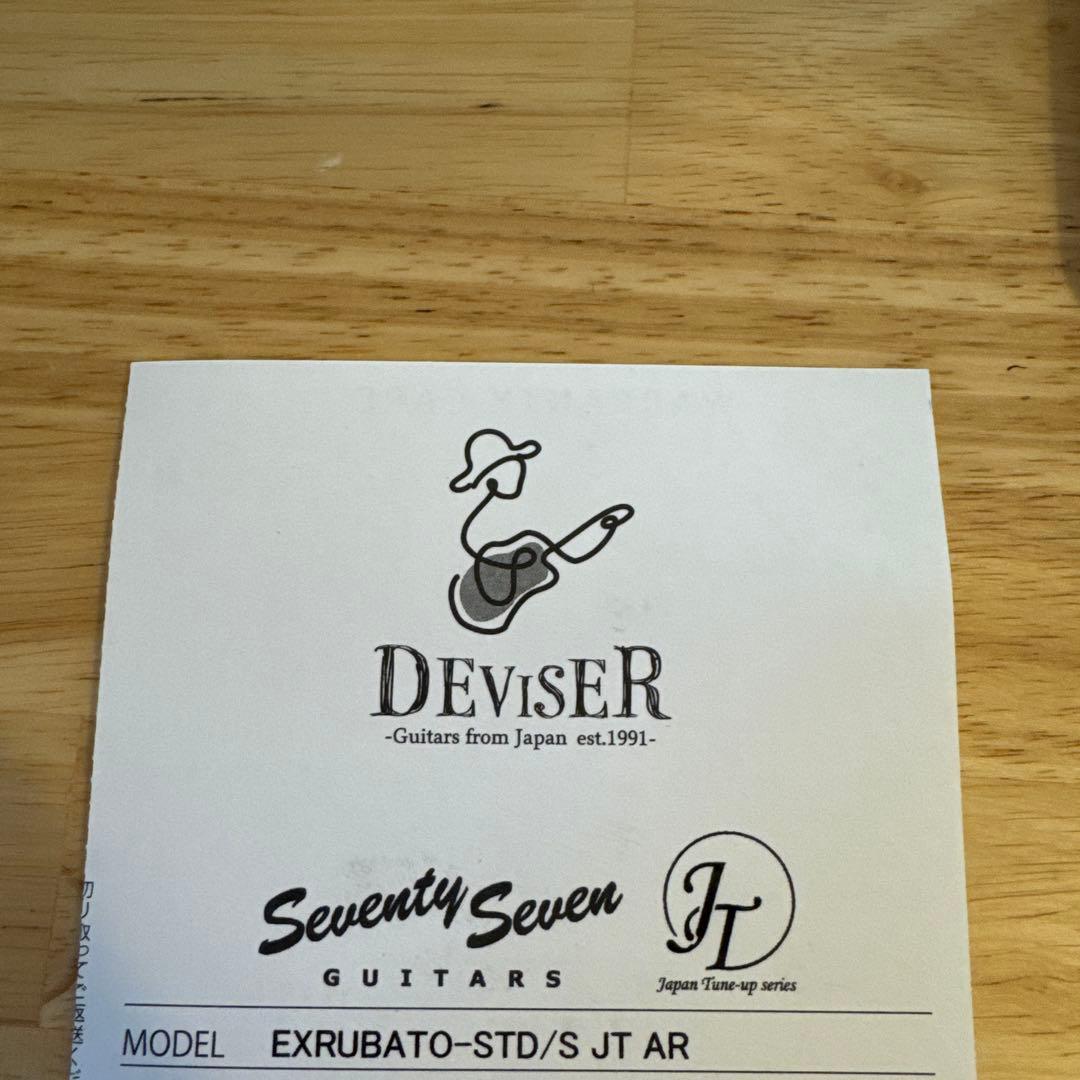 DEVISER
-Guitars from Japan est.1991-
Seventy Seven
GUITARS
JT
Japan Tune-up series
MODEL EXRUBATO-STD/S JT AR